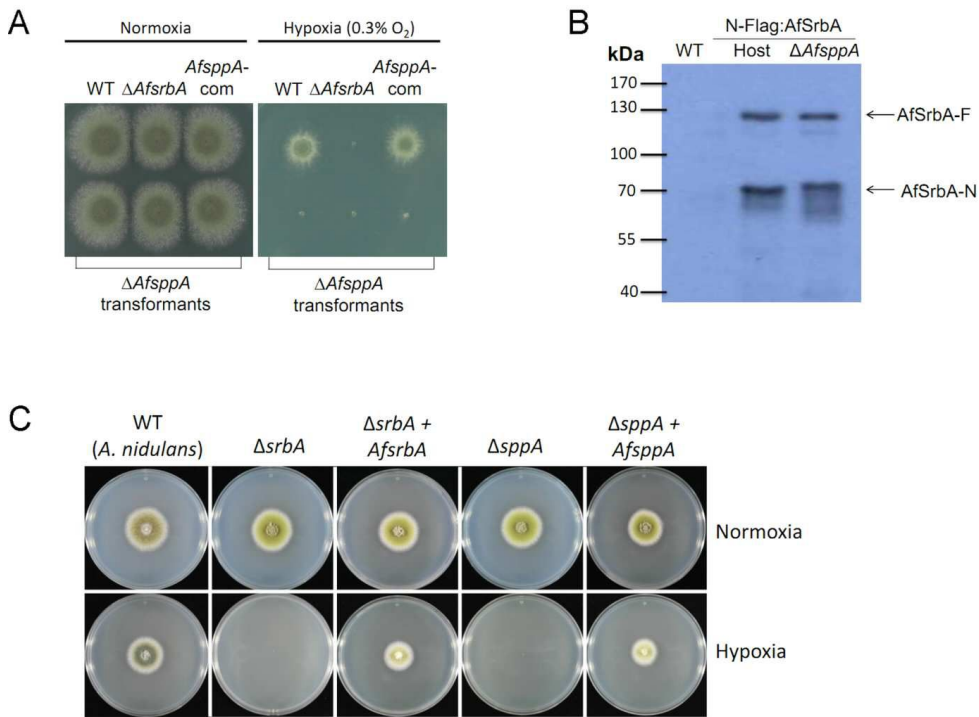 A
Normoxia
Hypoxia (0.3% O2)
WT ΔAfsrbA AfsppA-com
WT ΔAfsrbA AfsppA-com
ΔAfsppA
transformants
ΔAfsppA
transformants
B
N-Flag:AfSrbA
kDa WT Host ΔAfsppA
170
130
100
70
55
40
AfSrbA-F
AfSrbA-N
C
WT
(A. nidulans)
ΔsrbA
ΔsrbA +
AfsrbA
ΔsppA
ΔsppA +
AfsppA
Normoxia
Hypoxia